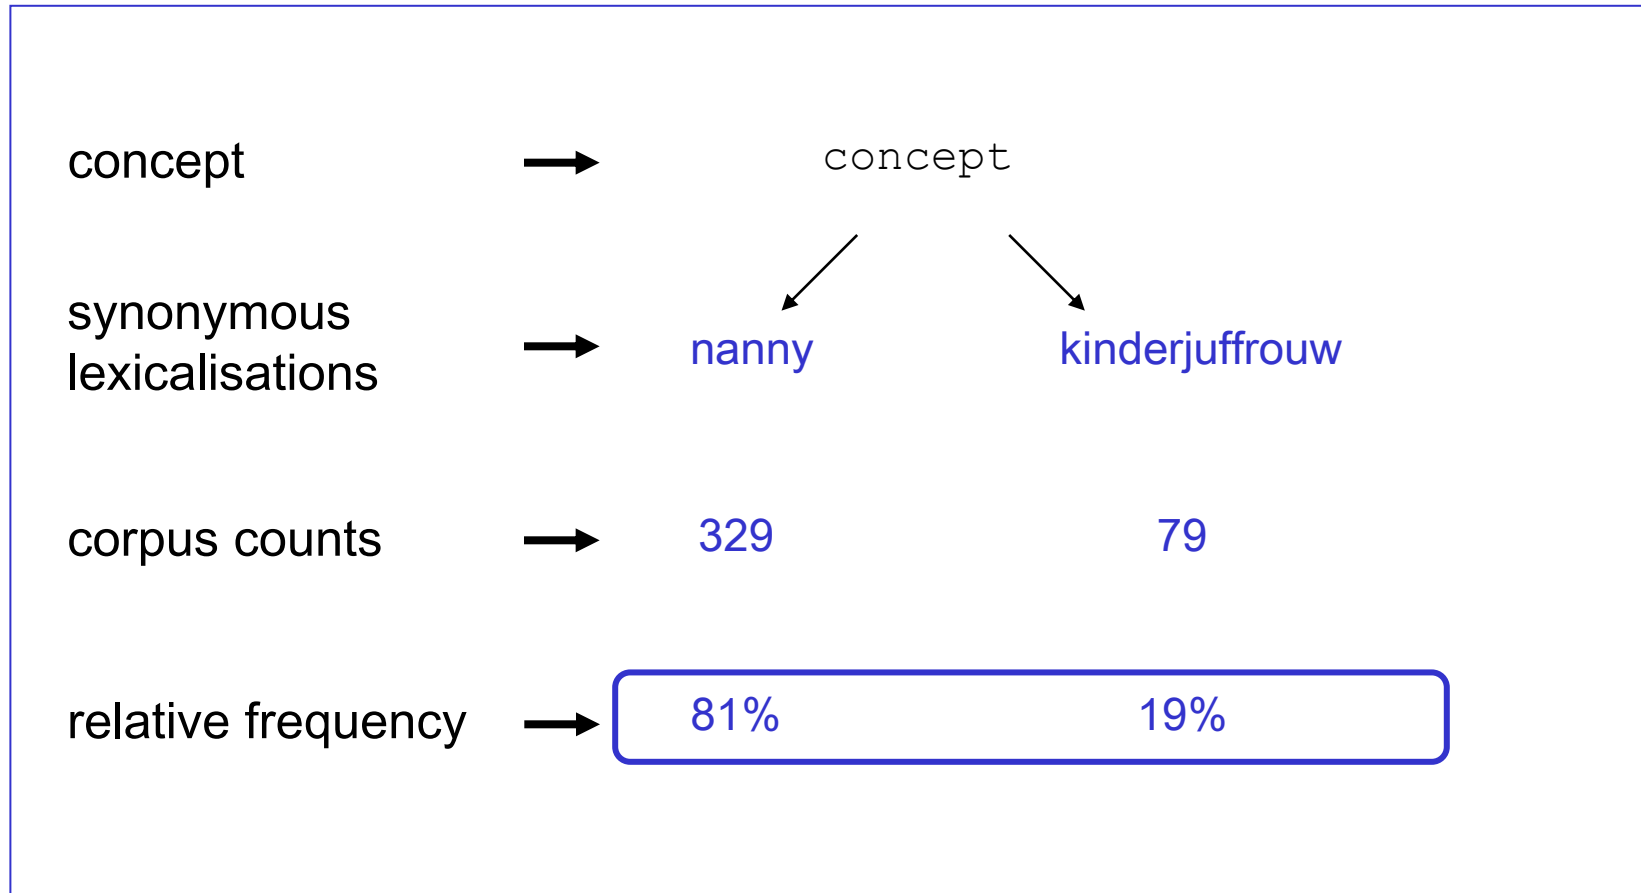 concept concept
synonymous
lexicalisations
nanny kinderjuffrouw
corpus counts 329 79
relative frequency 81% 19%